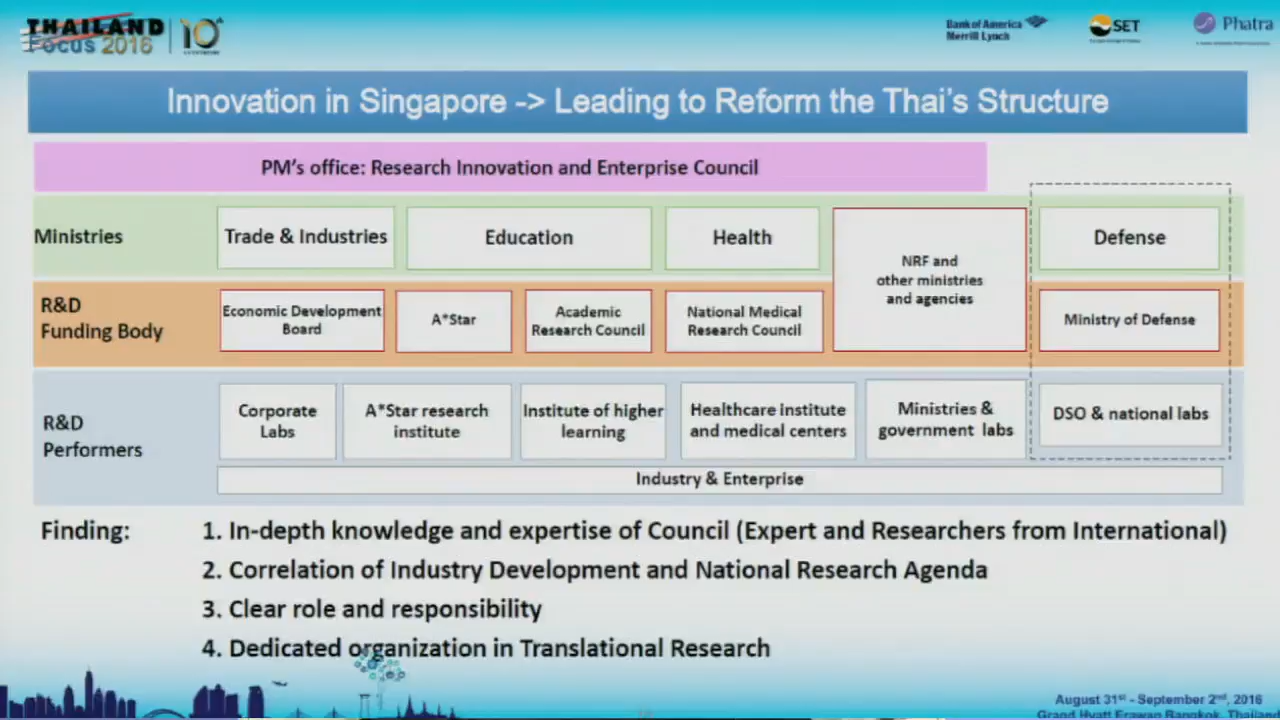 THAILAND
Focus 2016
10
Bank of America
Merrill Lynch
SET
Phatra
Innovation in Singapore -> Leading to Reform the Thai's Structure
PM's office: Research Innovation and Enterprise Council
Ministries
Trade & Industries
Education
Health
NRF and
other ministries
and agencies
Defense
R&D
Funding Body
Economic Development
Board
A*Star
Academic
Research Council
National Medical
Research Council
Ministry of Defense
R&D
Performers
Corporate
Labs
A*Star research
institute
Institute of higher
learning
Healthcare institute
and medical centers
Ministries &
government labs
DSO & national labs
Industry & Enterprise
Finding:
1. In-depth knowledge and expertise of Council (Expert and Researchers from International)
2. Correlation of Industry Development and National Research Agenda
3. Clear role and responsibility
4. Dedicated organization in Translational Research
August 31st - September 2nd, 2016
Grand Hyatt Erawan Bangkok, Thailand